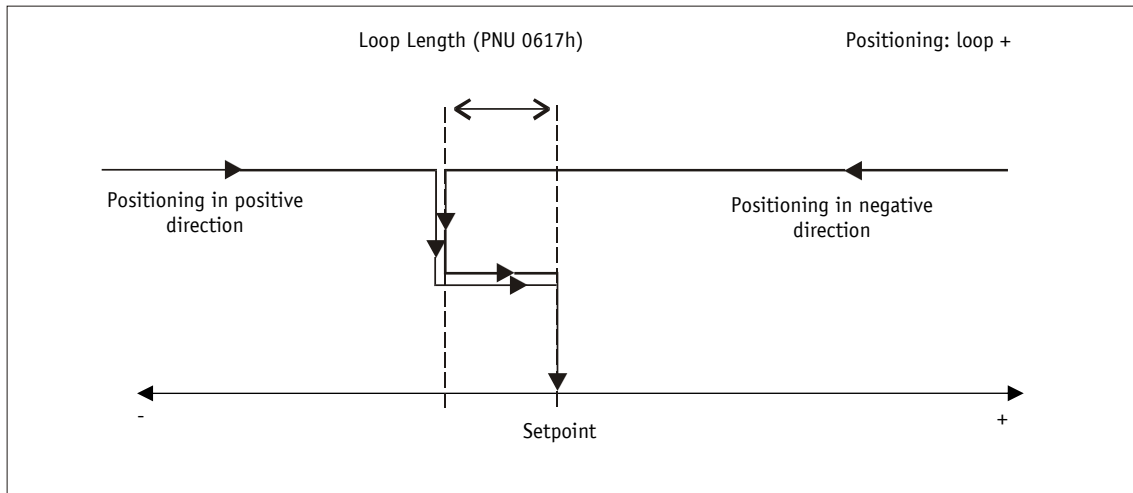 Loop Length (PNU 0617h)
Positioning: loop +
Positioning in positive
direction
Positioning in negative
direction
-
+
Setpoint